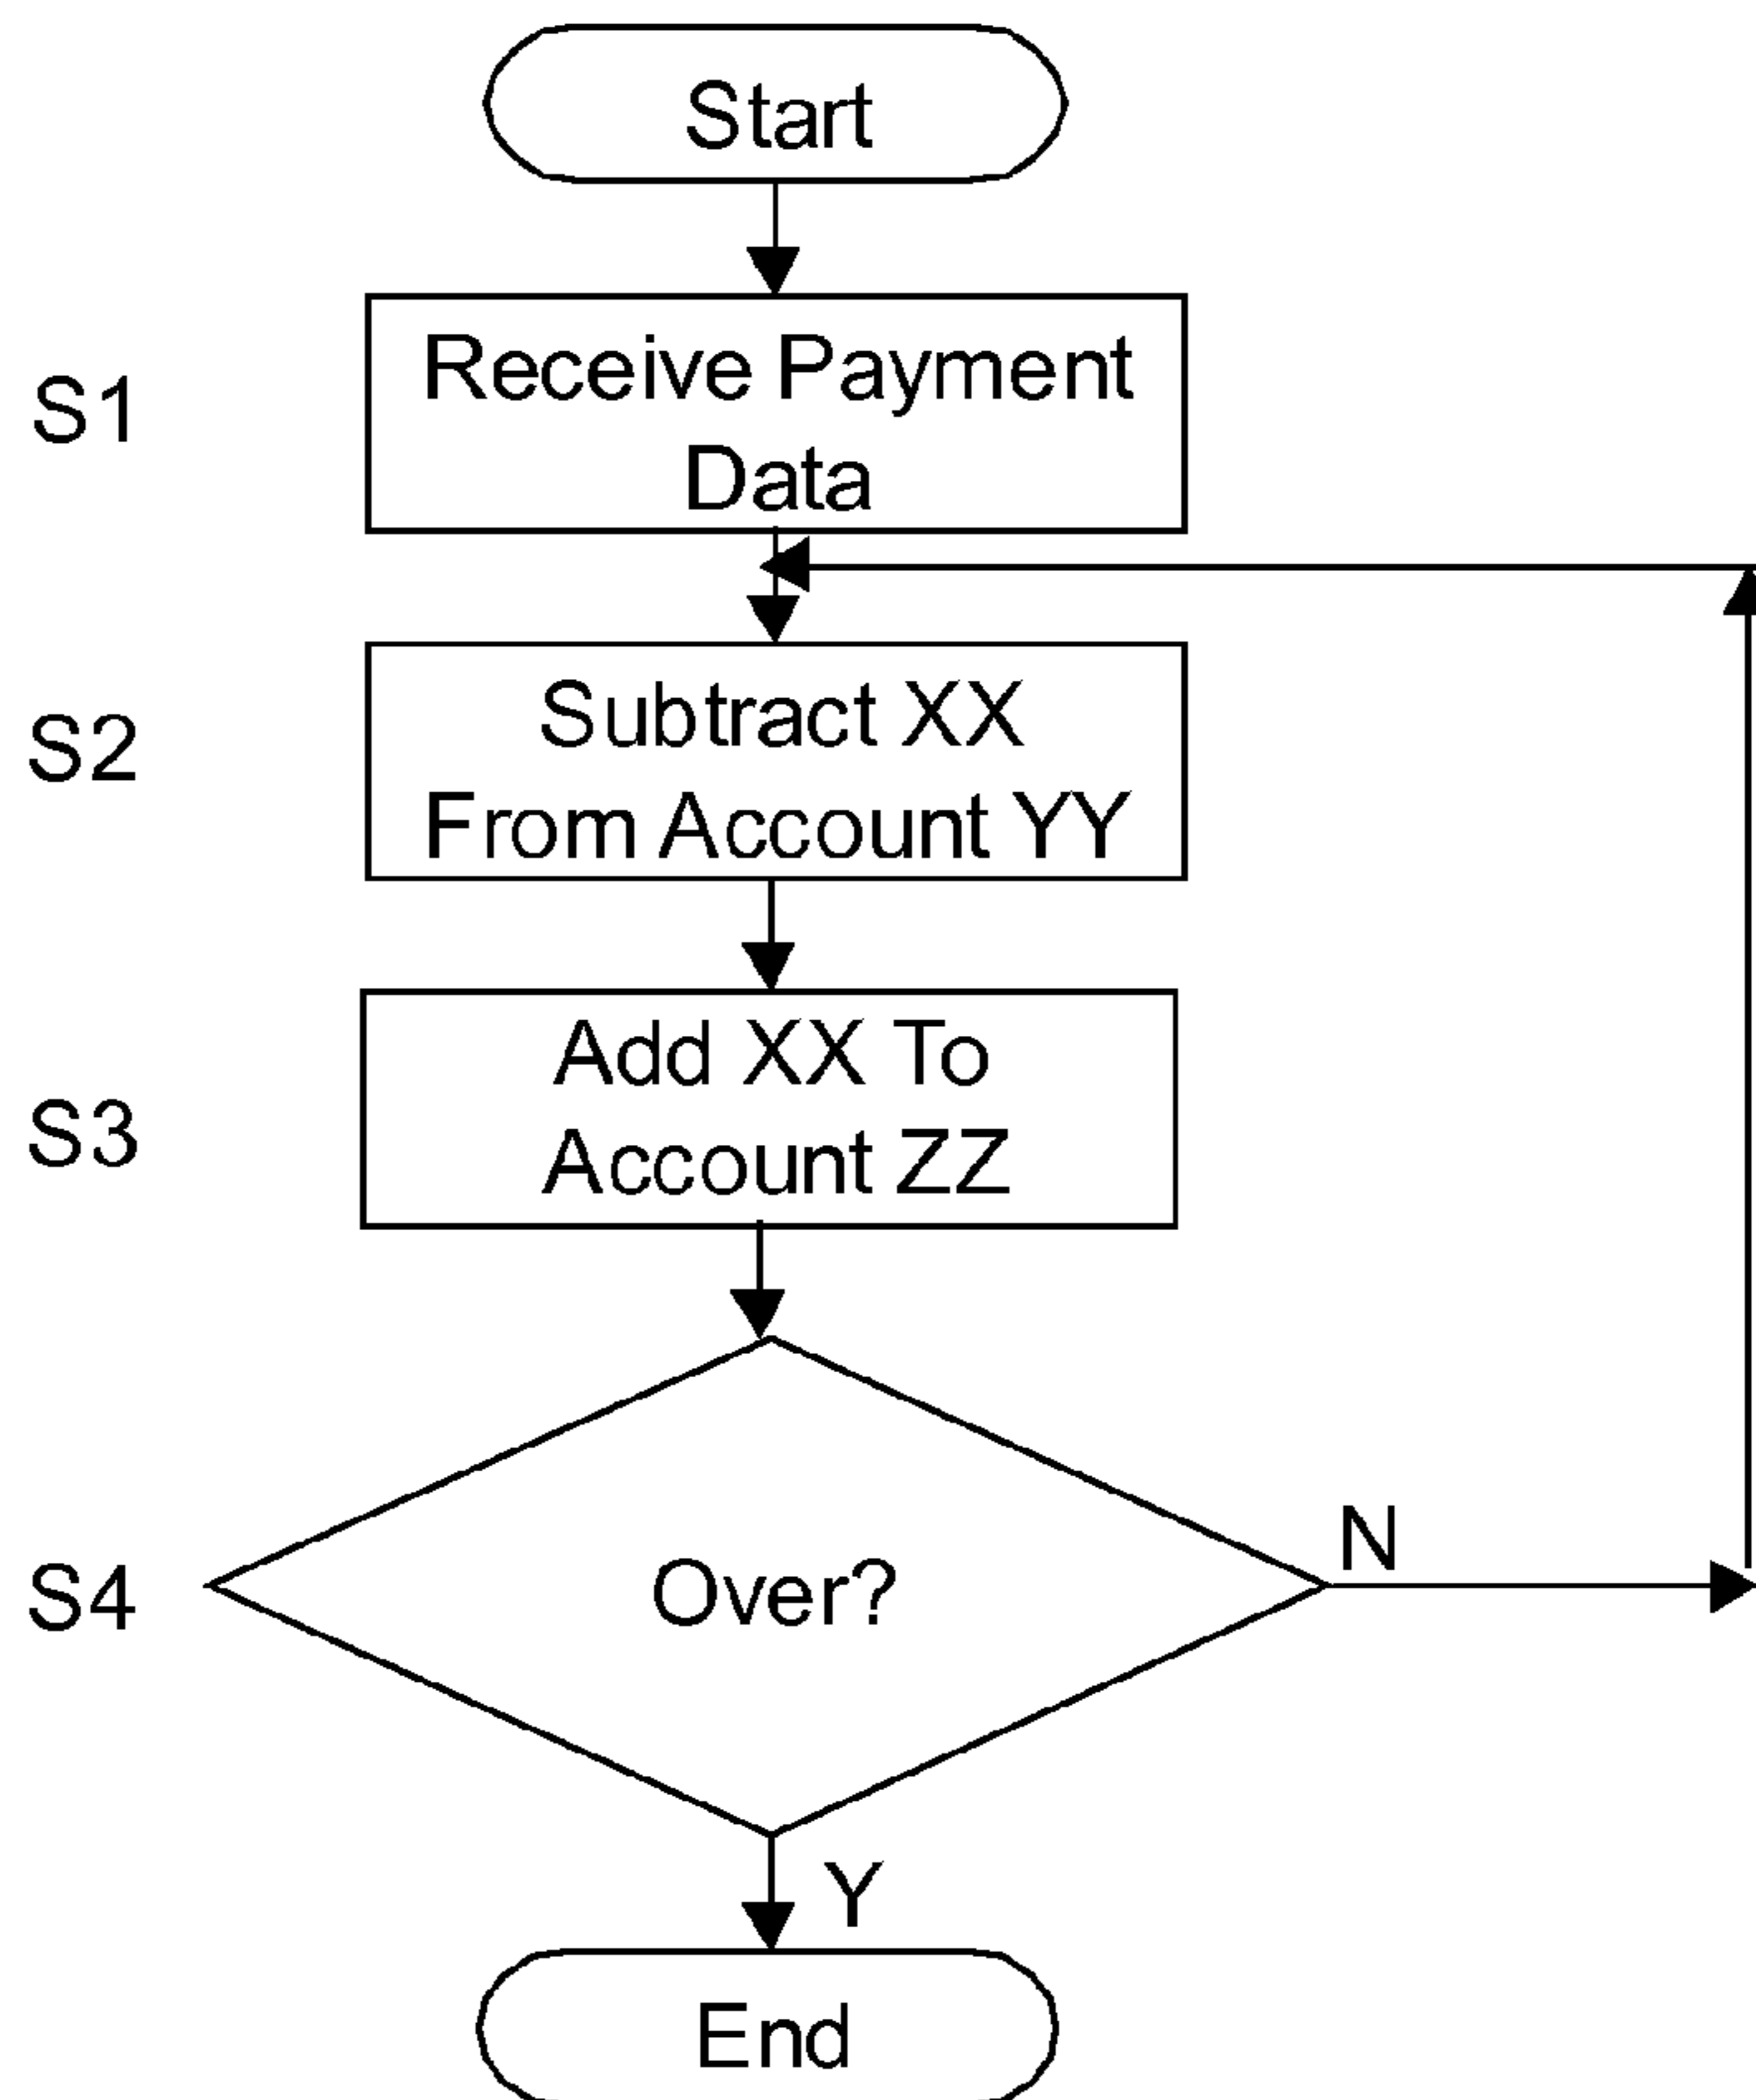 Start
S1
Receive Payment
Data
S2
Subtract XX
From Account YY
S3
Add XX To
Account ZZ
S4
Over?
N
Y
End